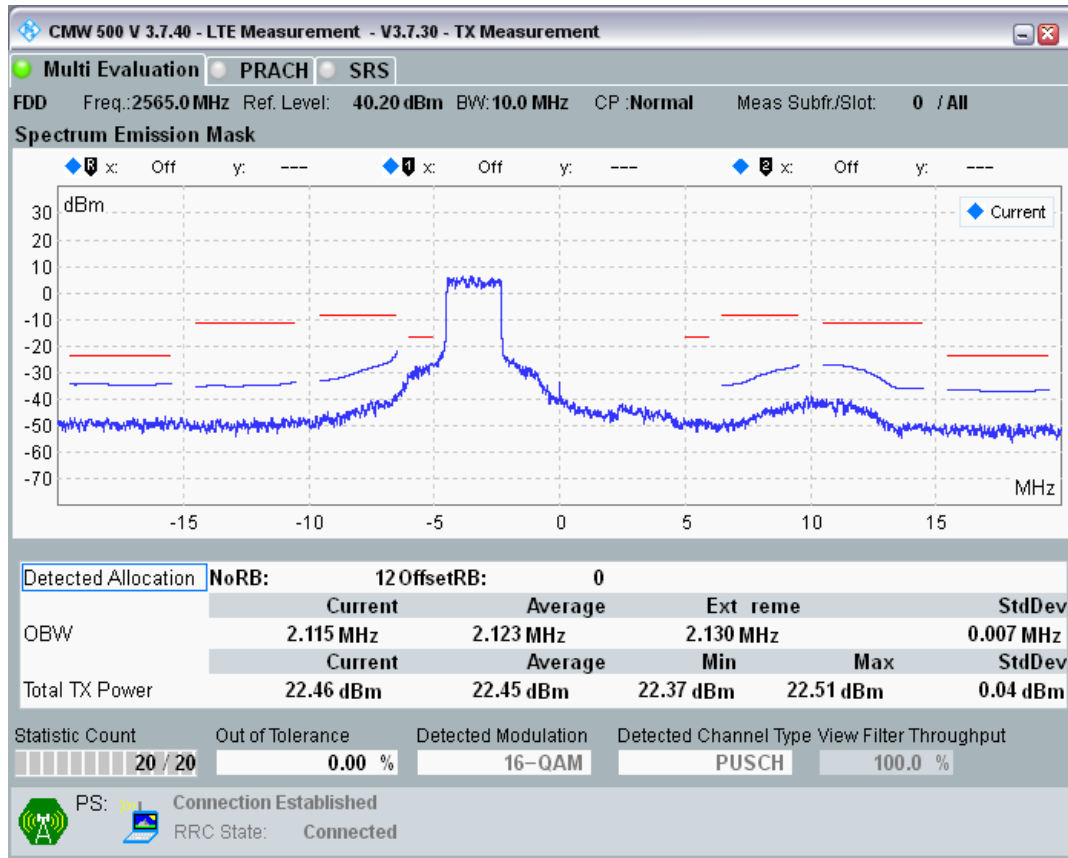 CMW 500 V 3.7.40 - LTE Measurement - V3.7.30 - TX Measurement
Multi Evaluation PRACH SRS
FDD Freq.:2565.0 MHz Ref. Level: 40.20 dBm BW:10.0 MHz CP :Normal Meas Subfr./Slot: 0 / All
Spectrum Emission Mask
R x: Off y: --- 1 x: Off y: --- 2 x: Off y: ---
dBm
Current
30
20
10
0
-10
-20
-30
-40
-50
-60
-70
MHz
-15 -10 -5 0 5 10 15
Detected Allocation NoRB: 12 OffsetRB: 0
Current Average Ext reme StdDev
OBW 2.115 MHz 2.123 MHz 2.130 MHz 0.007 MHz
Current Average Min Max StdDev
Total TX Power 22.46 dBm 22.45 dBm 22.37 dBm 22.51 dBm 0.04 dBm
Statistic Count Out of Tolerance Detected Modulation Detected Channel Type View Filter Throughput
20 / 20 0.00 % 16-QAM PUSCH 100.0 %
PS: Connection Established
RRC State: Connected